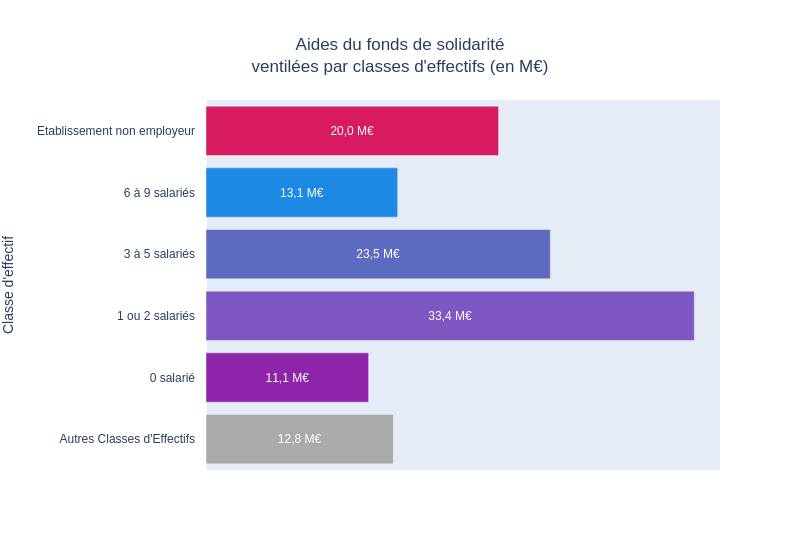 Aides du fonds de solidarité
ventilées par classes d'effectifs (en M€)
Classe d'effectif
Etablissement non employeur
20,0 M€
6 à 9 salariés
13,1 M€
3 à 5 salariés
23,5 M€
1 ou 2 salariés
33,4 M€
0 salarié
11,1 M€
Autres Classes d'Effectifs
12,8 M€